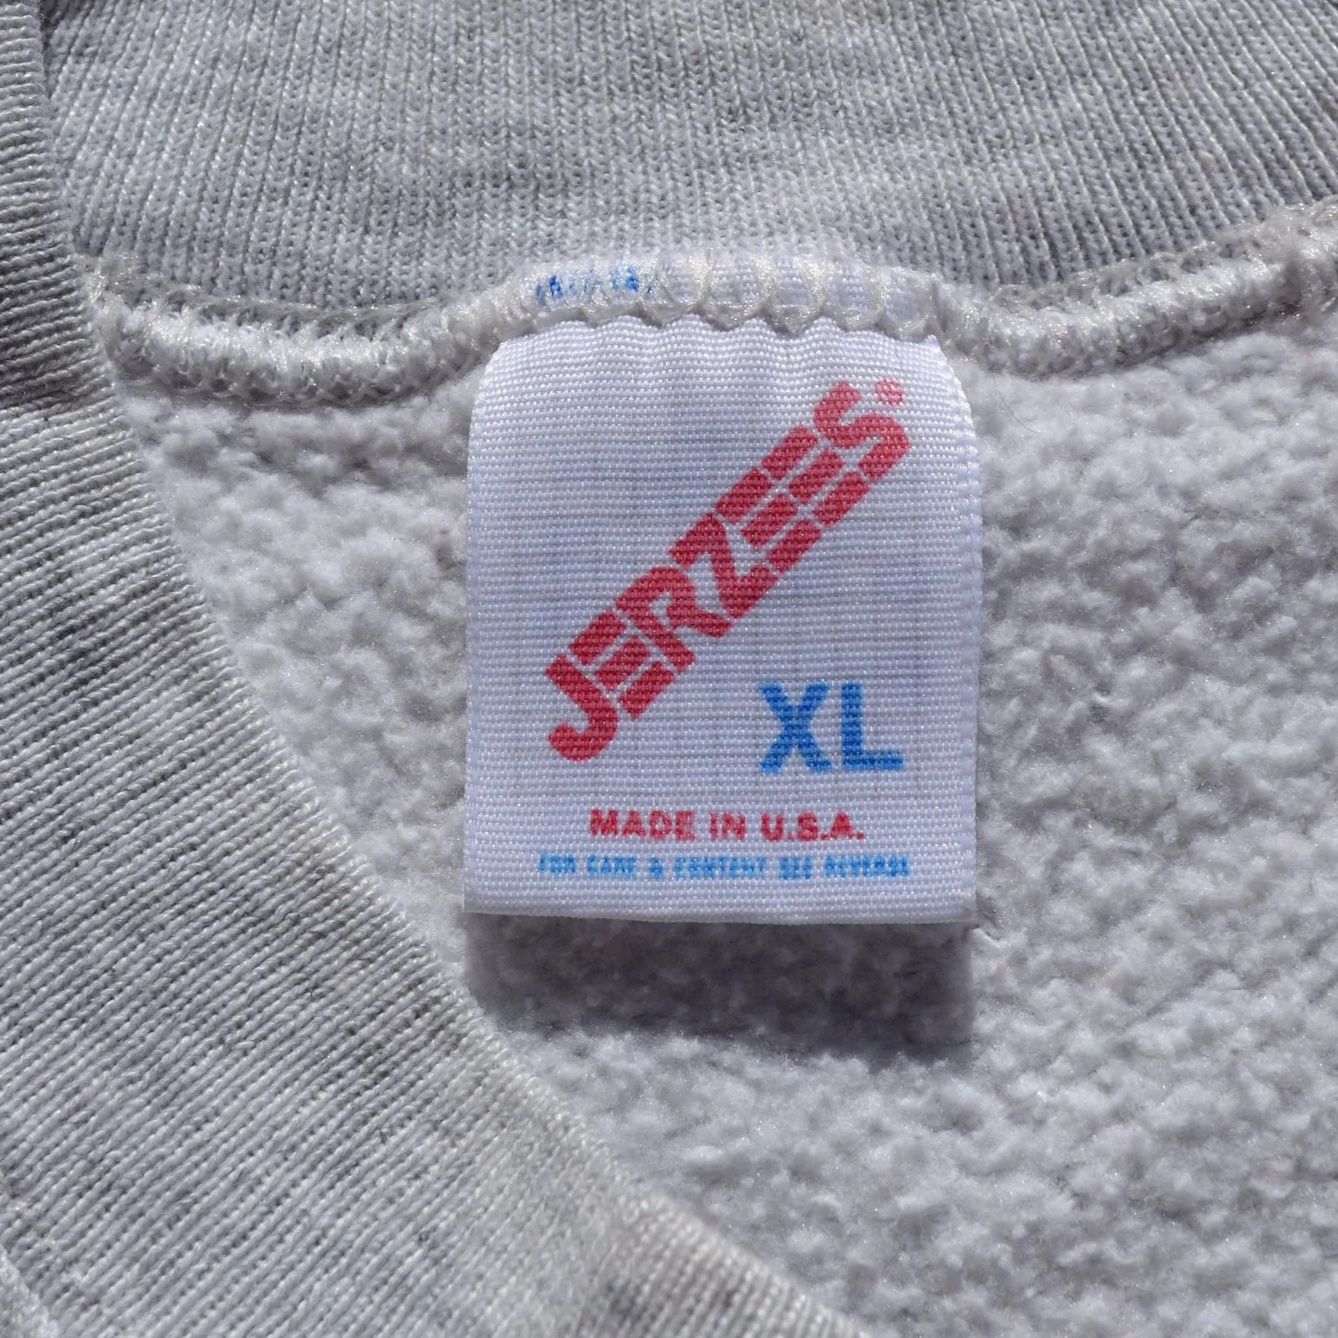 JERZEES®
XL
MADE IN U.S.A.
FOR CARE & CONTENT SEE REVERSE